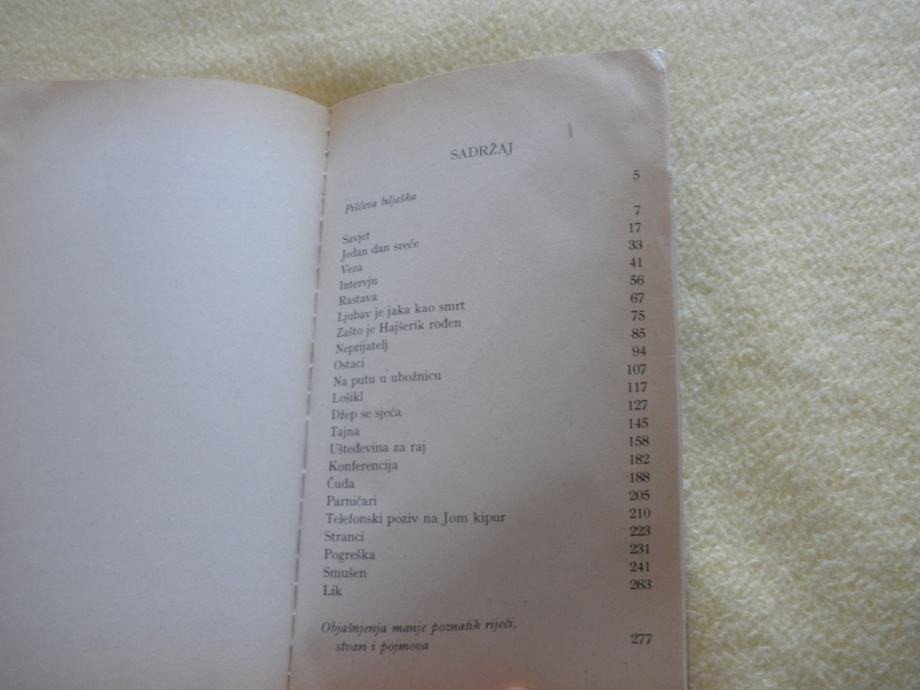 SADRŽAJ
Piščeva bilješka 5
Savjet 7
Jedan dan sreće 17
Veza 33
Intervju 41
Rastava 56
Ljubav je jaka kao smrt 67
Zašto je Hajšerik rođen 75
Neprijatelj 85
Ostaci 94
Na putu u ubožnicu 107
Lošikl 117
Džep se sjeća 127
Tajna 145
Ušteđevina za raj 158
Konferencija 182
Čuda 188
Parničari 205
Telefonski poziv na Jom kipur 210
Stranci 223
Pogreška 231
Smušen 241
Lik 263
Objašnjenja manje poznatih riječi,
stvari i pojmova 277